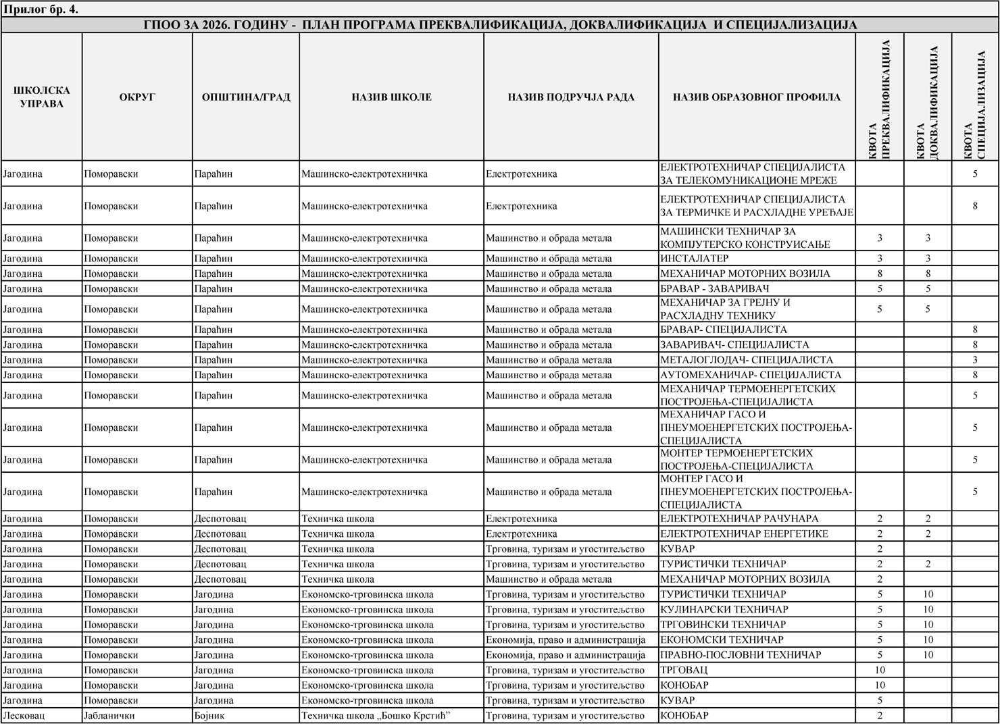 Прилог бр. 4.
ГПОО ЗА 2026. ГОДИНУ - ПЛАН ПРОГРАМА ПРЕКВАЛИФИКАЦИЈА, ДОКВАЛИФИКАЦИЈА И СПЕЦИЈАЛИЗАЦИЈА
ШКОЛСКА УПРАВА ОКРУГ ОПШТИНА/ГРАД НАЗИВ ШКОЛЕ НАЗИВ ПОДРУЧЈА РАДА НАЗИВ ОБРАЗОВНОГ ПРОФИЛА КВОТА ПРЕКВАЛИФИКАЦИЈА КВОТА ДОКВАЛИФИКАЦИЈА КВОТА СПЕЦИЈАЛИЗАЦИЈА
Јагодина Поморавски Параћин Машинско-електротехничка Електротехника ЕЛЕКТРОТЕХНИЧАР СПЕЦИЈАЛИСТА ЗА ТЕЛЕКОМУНИКАЦИОНЕ МРЕЖЕ 5
Јагодина Поморавски Параћин Машинско-електротехничка Електротехника ЕЛЕКТРОТЕХНИЧАР СПЕЦИЈАЛИСТА ЗА ТЕРМИЧКЕ И РАСХЛАДНЕ УРЕЂАЈЕ 8
Јагодина Поморавски Параћин Машинско-електротехничка Машинство и обрада метала МАШИНСКИ ТЕХНИЧАР ЗА КОМПЈУТЕРСКО КОНСТРУИСАЊЕ 3 3
Јагодина Поморавски Параћин Машинско-електротехничка Машинство и обрада метала ИНСТАЛАТЕР 3 3
Јагодина Поморавски Параћин Машинско-електротехничка Машинство и обрада метала МЕХАНИЧАР МОТОРНИХ ВОЗИЛА 8 8
Јагодина Поморавски Параћин Машинско-електротехничка Машинство и обрада метала БРАВАР - ЗАВАРИВАЧ 5 5
Јагодина Поморавски Параћин Машинско-електротехничка Машинство и обрада метала МЕХАНИЧАР ЗА ГРЕЈНУ И РАСХЛАДНУ ТЕХНИКУ 5 5
Јагодина Поморавски Параћин Машинско-електротехничка Машинство и обрада метала БРАВАР- СПЕЦИЈАЛИСТА 8
Јагодина Поморавски Параћин Машинско-електротехничка Машинство и обрада метала ЗАВАРИВАЧ- СПЕЦИЈАЛИСТА 8
Јагодина Поморавски Параћин Машинско-електротехничка Машинство и обрада метала МЕТАЛОГЛОДАЧ- СПЕЦИЈАЛИСТА 3
Јагодина Поморавски Параћин Машинско-електротехничка Машинство и обрада метала АУТОМЕХАНИЧАР- СПЕЦИЈАЛИСТА 8
Јагодина Поморавски Параћин Машинско-електротехничка Машинство и обрада метала МЕХАНИЧАР ТЕРМОЕНЕРГЕТСКИХ ПОСТРОЈЕЊА-СПЕЦИЈАЛИСТА 5
Јагодина Поморавски Параћин Машинско-електротехничка Машинство и обрада метала МЕХАНИЧАР ГАСО И ПНЕУМОЕНЕРГЕТСКИХ ПОСТРОЈЕЊА-СПЕЦИЈАЛИСТА 5
Јагодина Поморавски Параћин Машинско-електротехничка Машинство и обрада метала МОНТЕР ТЕРМОЕНЕРГЕТСКИХ ПОСТРОЈЕЊА-СПЕЦИЈАЛИСТА 5
Јагодина Поморавски Параћин Машинско-електротехничка Машинство и обрада метала МОНТЕР ГАСО И ПНЕУМОЕНЕРГЕТСКИХ ПОСТРОЈЕЊА-СПЕЦИЈАЛИСТА 5
Јагодина Поморавски Деспотовац Техничка школа Електротехника ЕЛЕКТРОТЕХНИЧАР РАЧУНАРА 2 2
Јагодина Поморавски Деспотовац Техничка школа Електротехника ЕЛЕКТРОТЕХНИЧАР ЕНЕРГЕТИКЕ 2 2
Јагодина Поморавски Деспотовац Техничка школа Трговина, туризам и угоститељство КУВАР 2
Јагодина Поморавски Деспотовац Техничка школа Трговина, туризам и угоститељство ТУРИСТИЧКИ ТЕХНИЧАР 2 2
Јагодина Поморавски Деспотовац Техничка школа Машинство и обрада метала МЕХАНИЧАР МОТОРНИХ ВОЗИЛА 2
Јагодина Поморавски Јагодина Економско-трговинска школа Трговина, туризам и угоститељство ТУРИСТИЧКИ ТЕХНИЧАР 5 10
Јагодина Поморавски Јагодина Економско-трговинска школа Трговина, туризам и угоститељство КУЛИНАРСКИ ТЕХНИЧАР 5 10
Јагодина Поморавски Јагодина Економско-трговинска школа Трговина, туризам и угоститељство ТРГОВИНСКИ ТЕХНИЧАР 5 10
Јагодина Поморавски Јагодина Економско-трговинска школа Економија, право и администрација ЕКОНОМСКИ ТЕХНИЧАР 5 10
Јагодина Поморавски Јагодина Економско-трговинска школа Економија, право и администрација ПРАВНО-ПОСЛОВНИ ТЕХНИЧАР 5 10
Јагодина Поморавски Јагодина Економско-трговинска школа Трговина, туризам и угоститељство ТРГОВАЦ 10
Јагодина Поморавски Јагодина Економско-трговинска школа Трговина, туризам и угоститељство КОНОБАР 10
Јагодина Поморавски Јагодина Економско-трговинска школа Трговина, туризам и угоститељство КУВАР 5
Лесковац Јабланички Бојник Техничка школа „Бошко Крстић” Трговина, туризам и угоститељство КОНОБАР 2